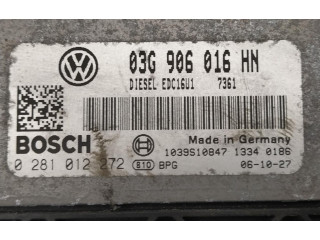 03G 906 016 HN
DIESEL EDC16U1 7361
BOSCH
Made in Germany
0 281 012 272
1039S10847 1334 0186
810 BPG 06-10-27